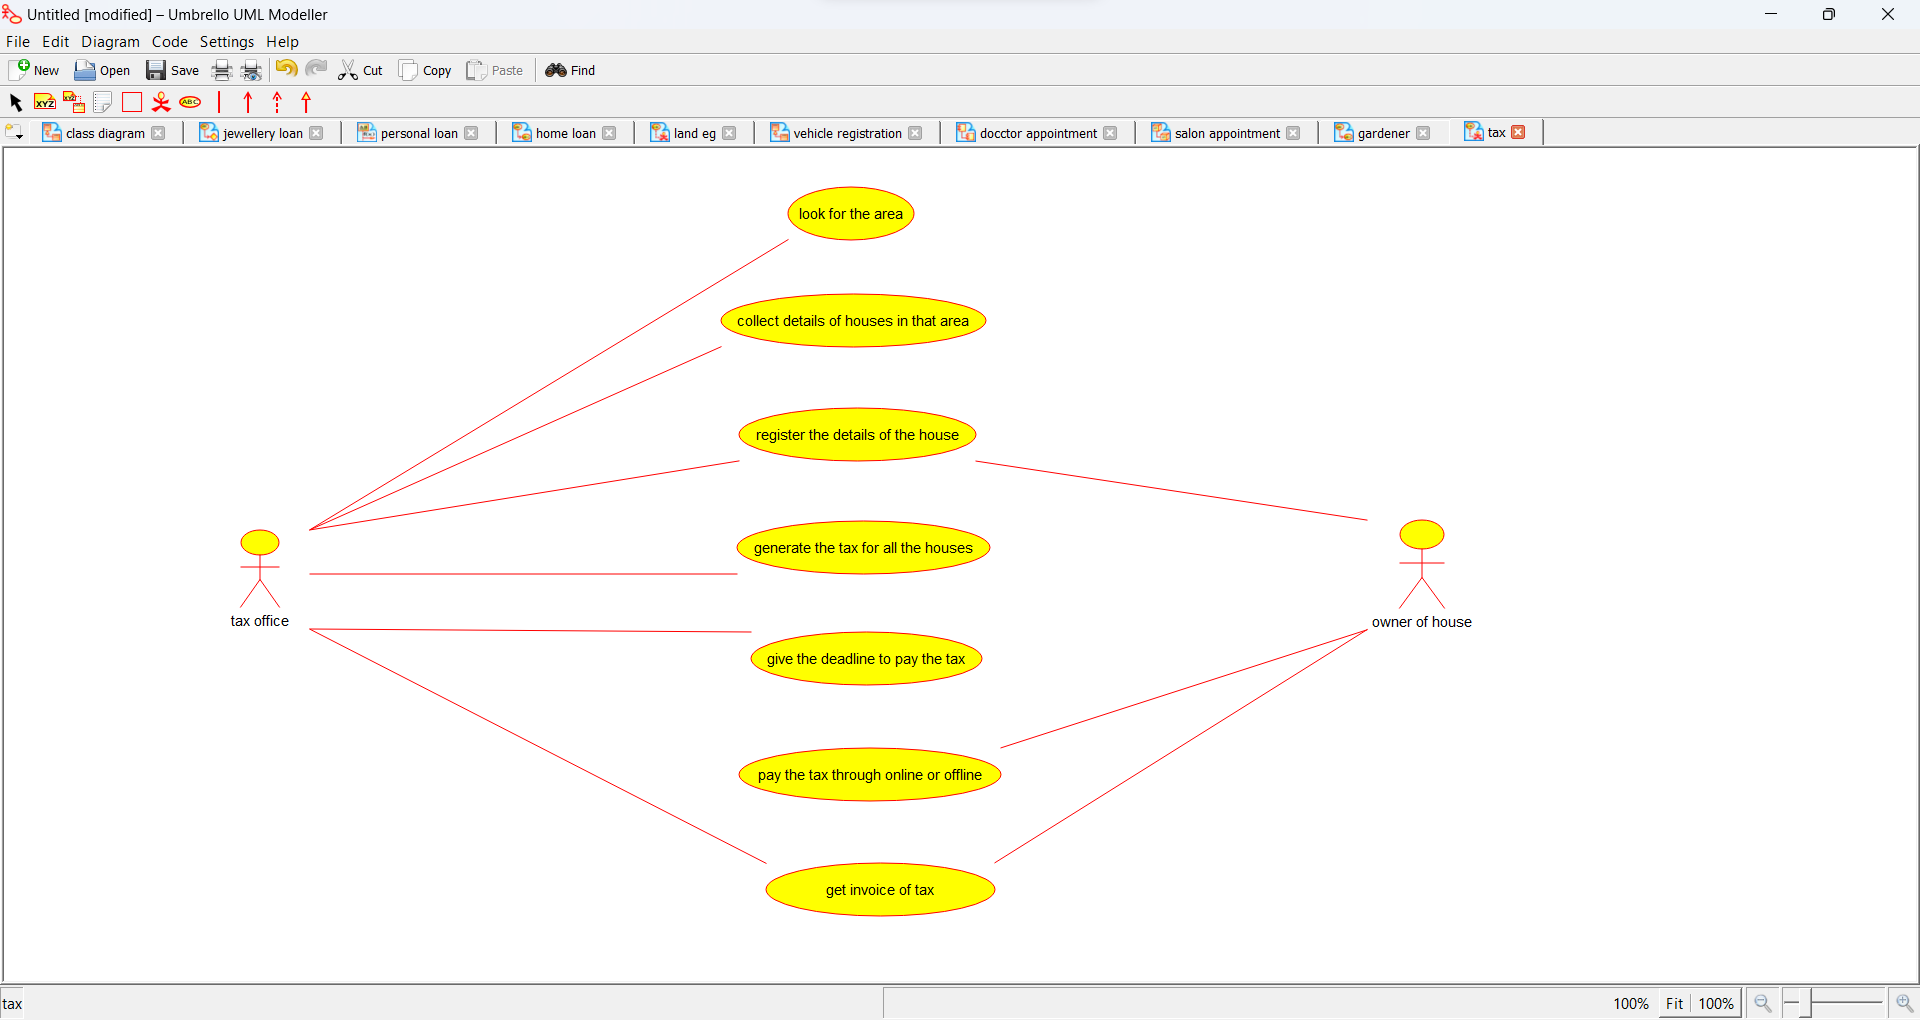 Untitled [modified] – Umbrello UML Modeller
File Edit Diagram Code Settings Help
New Open Save Cut Copy Paste Find
XYZ XYZ ABC
class diagram jewellery loan personal loan home loan land eg vehicle registration docctor appointment salon appointment gardener tax
look for the area
collect details of houses in that area
register the details of the house
generate the tax for all the houses
tax office
owner of house
give the deadline to pay the tax
pay the tax through online or offline
get invoice of tax
tax 100% Fit 100%